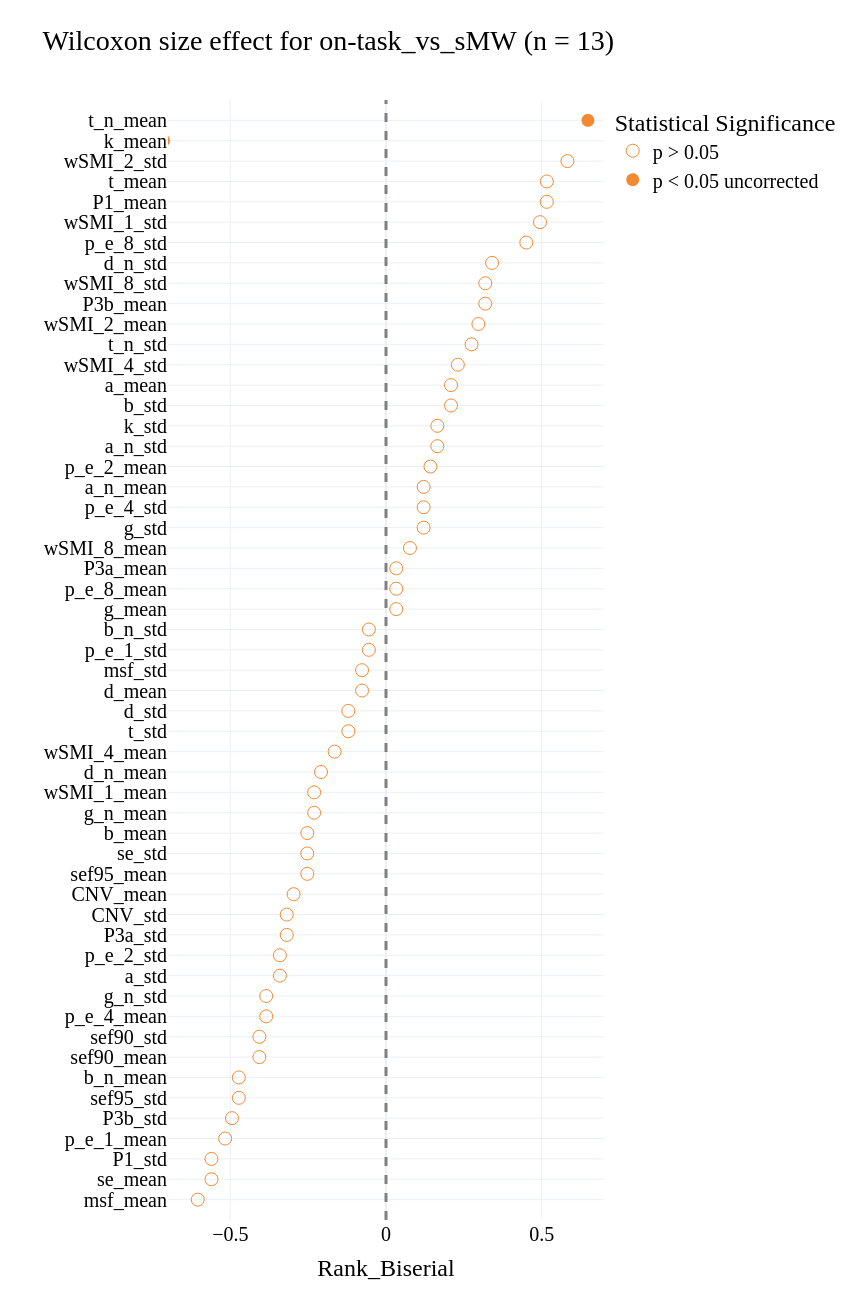 Wilcoxon size effect for on-task_vs_sMW (n = 13)
t_n_mean
k_mean
wSMI_2_std
t_mean
P1_mean
wSMI_1_std
p_e_8_std
d_n_std
wSMI_8_std
P3b_mean
wSMI_2_mean
t_n_std
wSMI_4_std
a_mean
b_std
k_std
a_n_std
p_e_2_mean
a_n_mean
p_e_4_std
g_std
wSMI_8_mean
P3a_mean
p_e_8_mean
g_mean
b_n_std
p_e_1_std
msf_std
d_mean
d_std
t_std
wSMI_4_mean
d_n_mean
wSMI_1_mean
g_n_mean
b_mean
se_std
sef95_mean
CNV_mean
CNV_std
P3a_std
p_e_2_std
a_std
g_n_std
p_e_4_mean
sef90_std
sef90_mean
b_n_mean
sef95_std
P3b_std
p_e_1_mean
P1_std
se_mean
msf_mean
−0.5 0 0.5
Rank_Biserial
Statistical Significance
p > 0.05
p < 0.05 uncorrected